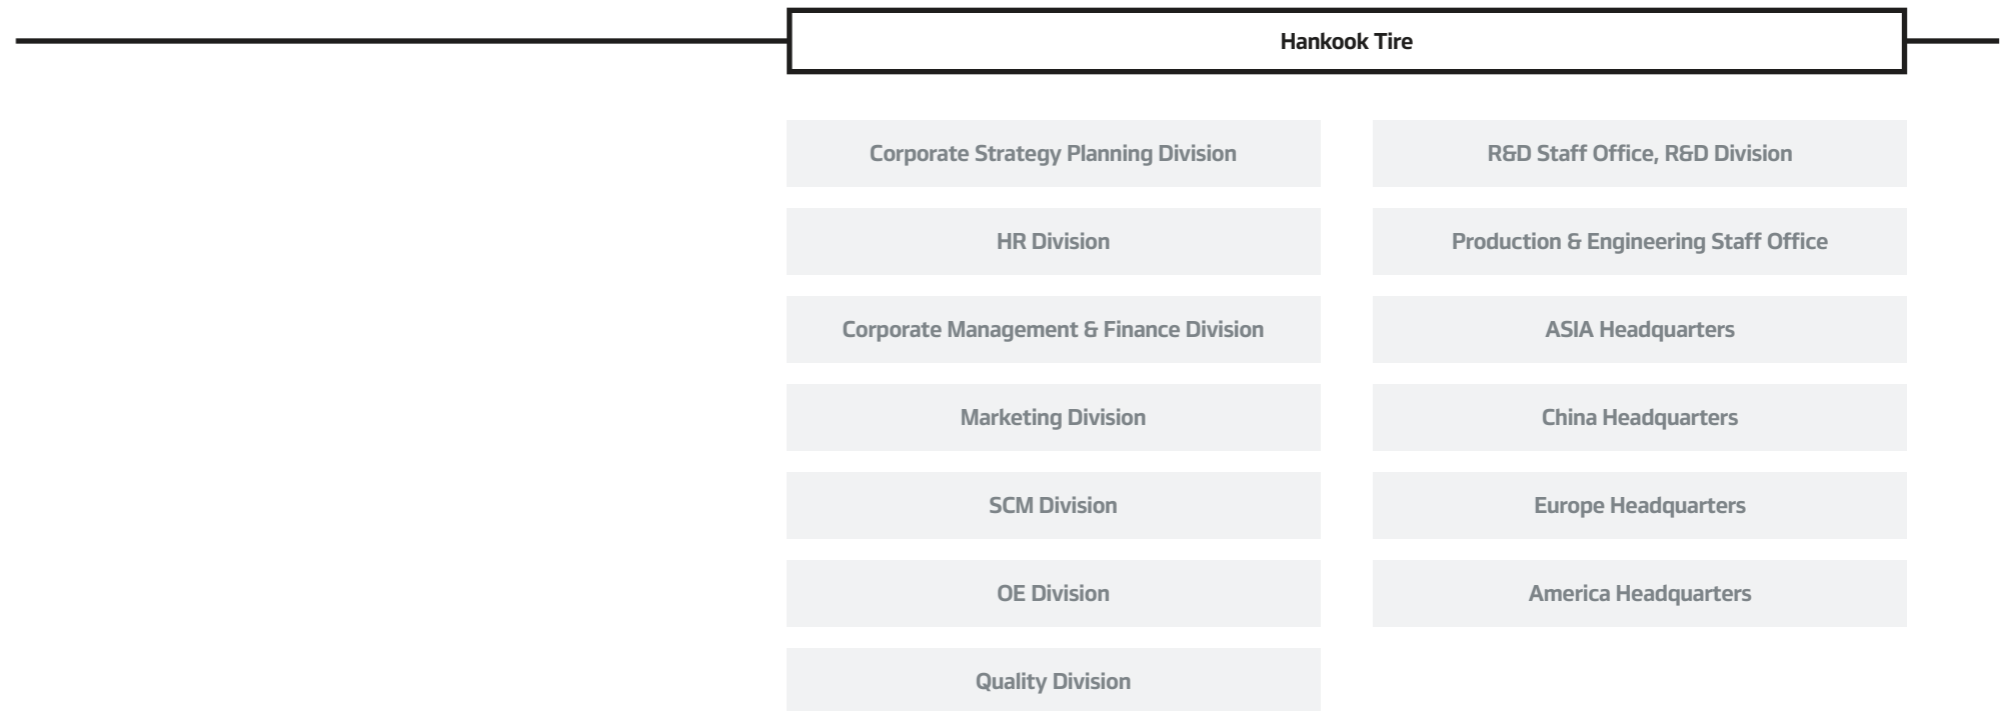 Hankook Tire
Corporate Strategy Planning Division
HR Division
Corporate Management & Finance Division
Marketing Division
SCM Division
OE Division
Quality Division
R&D Staff Office, R&D Division
Production & Engineering Staff Office
ASIA Headquarters
China Headquarters
Europe Headquarters
America Headquarters